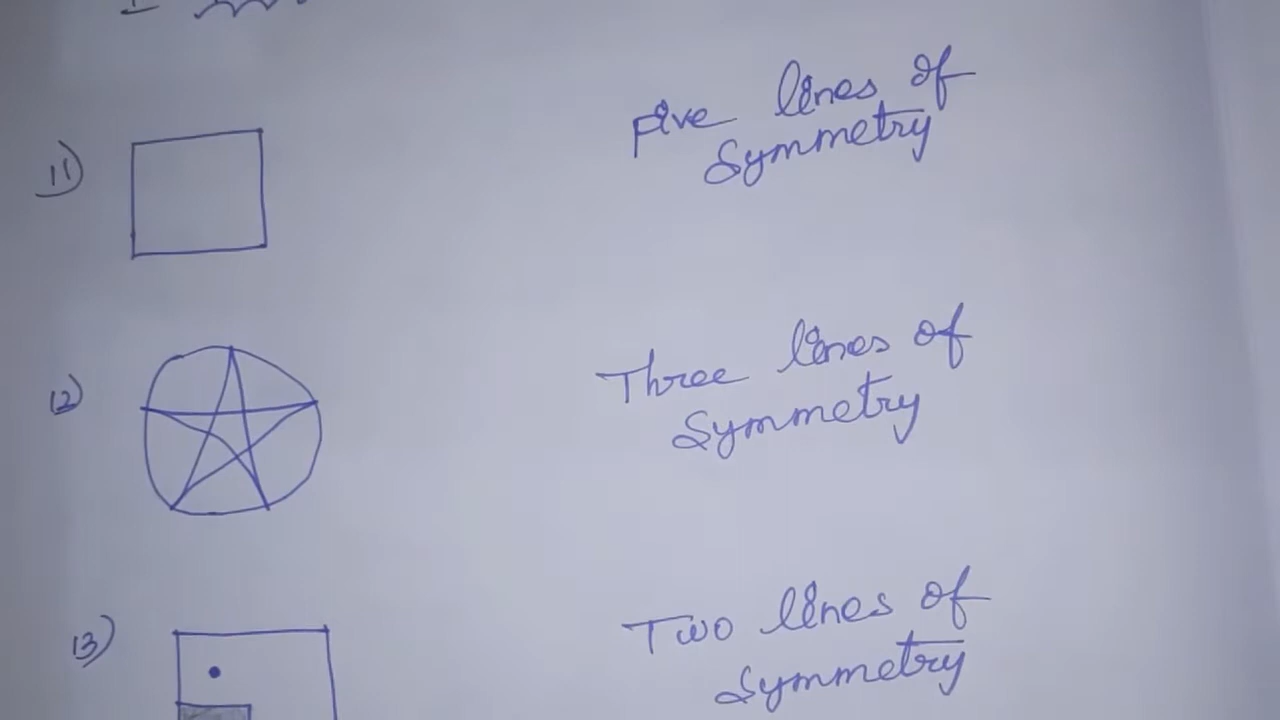 11)
Five lines of
Symmetry
12)
Three lines of
Symmetry
13)
Two lines of
Symmetry